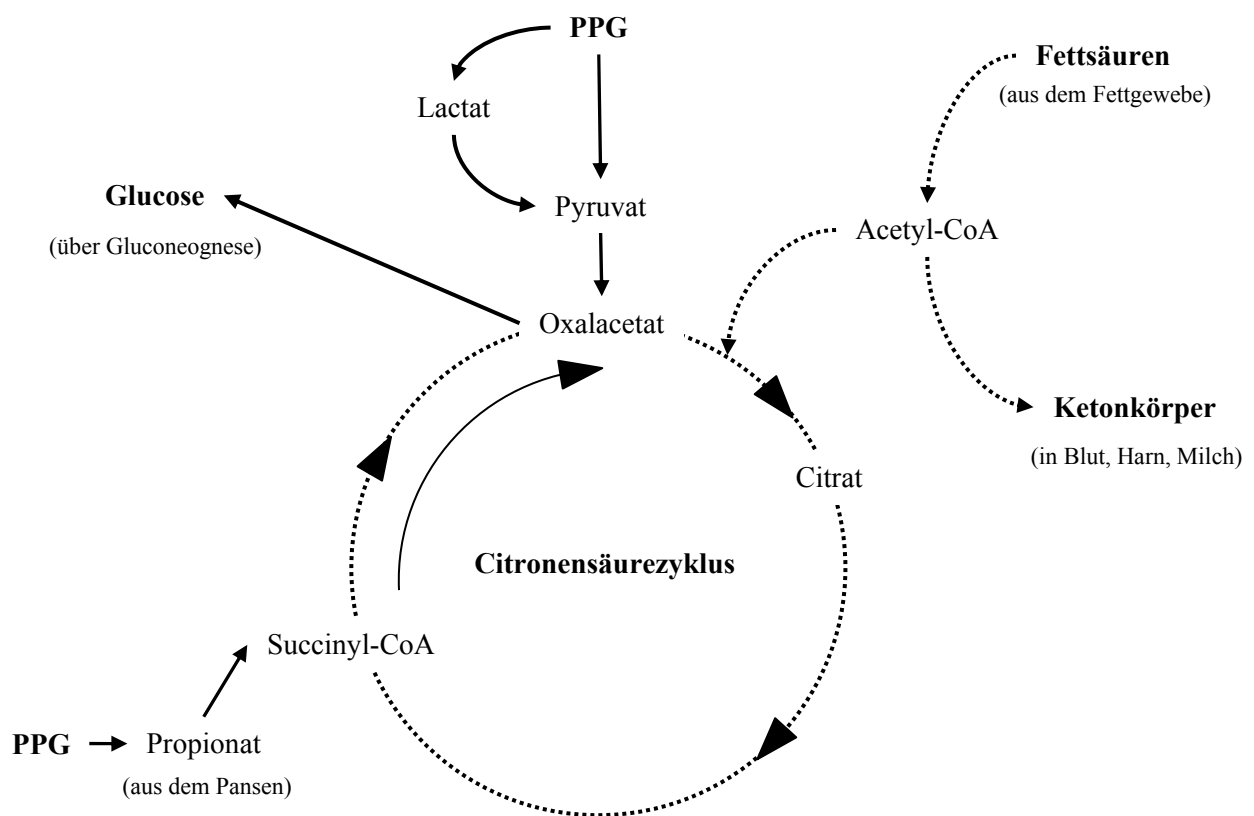 PPG
Fettsäuren
(aus dem Fettgewebe)
Lactat
Glucose
(über Gluconeognese)
Pyruvat
Acetyl-CoA
Oxalacetat
Ketonkörper
(in Blut, Harn, Milch)
Citrat
Citronensäurezyklus
Succinyl-CoA
PPG
Propionat
(aus dem Pansen)